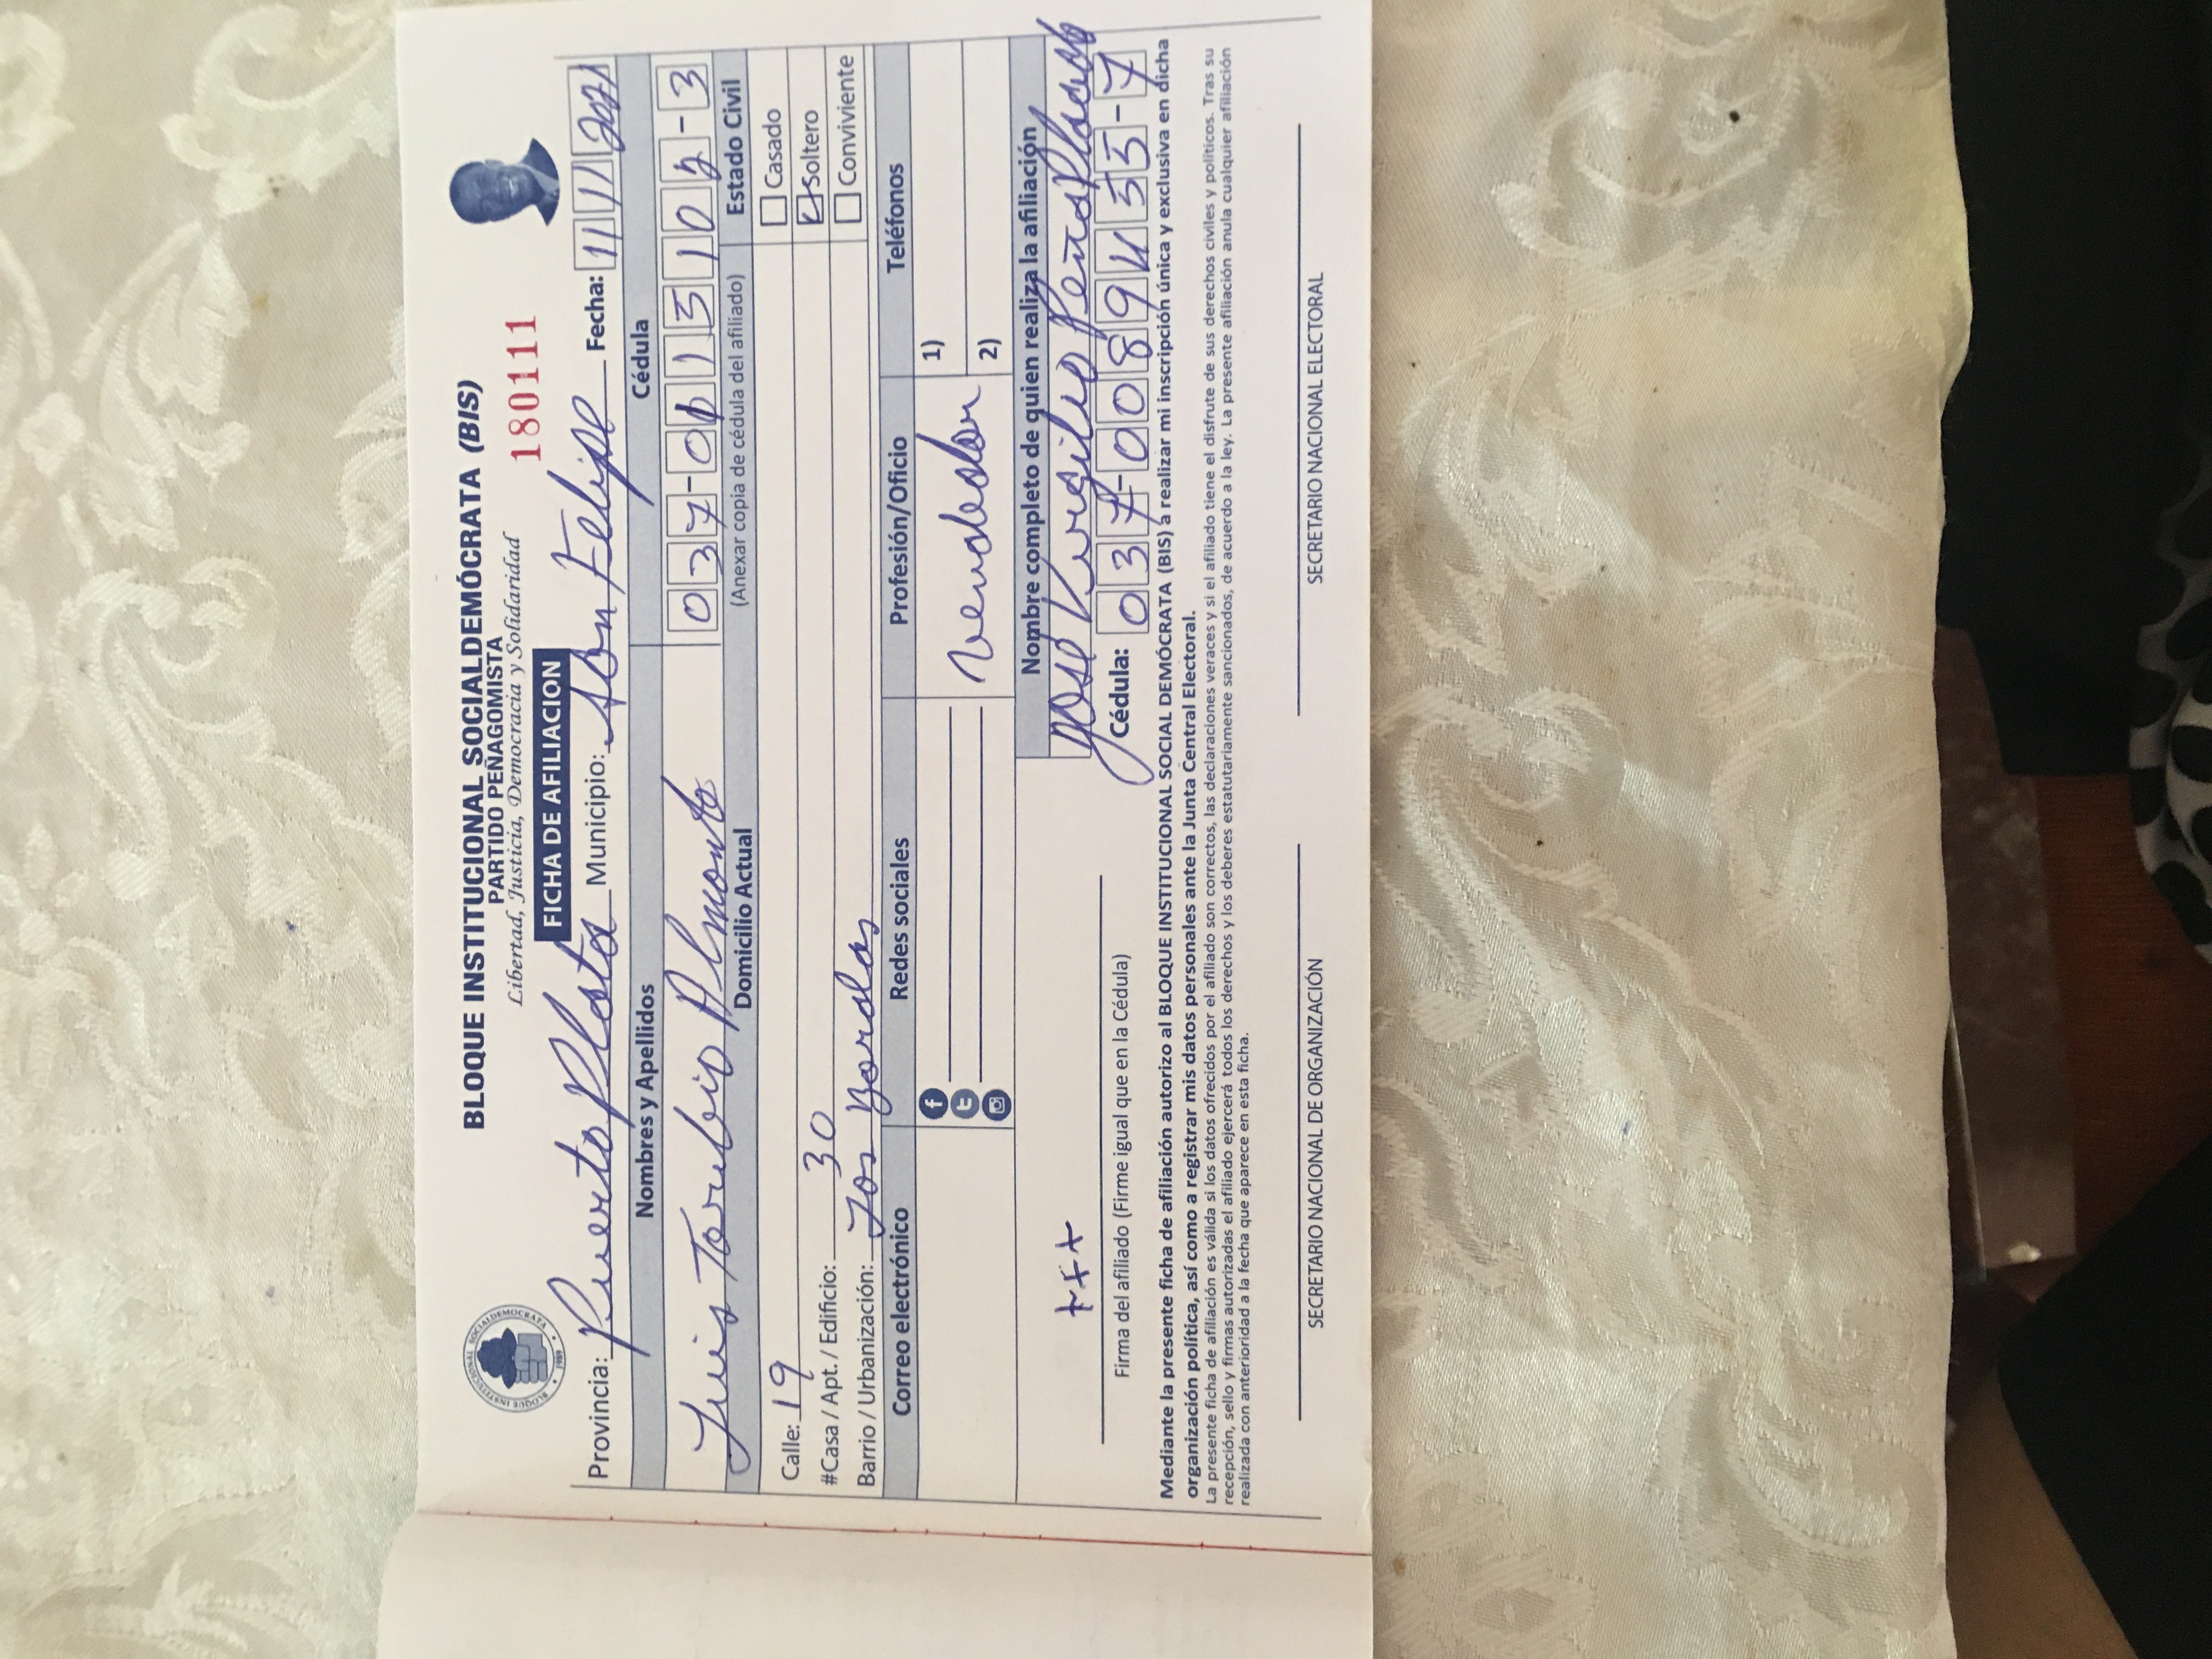 BLOQUE INSTITUCIONAL SOCIALDEMÓCRATA (BIS)
PARTIDO PEÑAGOMISTA
Libertad, Justicia, Democracia y Solidaridad
180111
FICHA DE AFILIACION
Provincia: Puerto Plata Municipio: San Felipe Fecha: 11/11/2021
Nombres y Apellidos Cédula
Luis Toribio Almonte 037-0 1310 -3
Domicilio Actual (Anexar copia de cédula del afiliado) Estado Civil
Calle: 19 Casado
#Casa / Apt. / Edificio: 30 Soltero
Barrio / Urbanización: Los Bordas Conviviente
Correo electrónico Redes sociales Profesión/Oficio Teléfonos
vendedor 1)
2)
Nombre completo de quien realiza la afiliación
Jose Virgilio Peña
Cédula: 037-0089455-7
+++
Firma del afiliado (Firme igual que en la Cédula)
Mediante la presente ficha de afiliación autorizo al BLOQUE INSTITUCIONAL SOCIAL DEMÓCRATA (BIS) a realizar mi inscripción única y exclusiva en dicha
organización política, así como a registrar mis datos personales ante la Junta Central Electoral.
La presente ficha de afiliación es válida si los datos ofrecidos por el afiliado son correctos, las declaraciones veraces y si el afiliado tiene el disfrute de sus derechos civiles y políticos. Tras su
recepción, sello y firmas autorizadas el afiliado ejercerá todos los derechos y los deberes estatutariamente sancionados, de acuerdo a la ley. La presente afiliación anula cualquier afiliación
realizada con anterioridad a la fecha que aparece en esta ficha.
SECRETARIO NACIONAL DE ORGANIZACIÓN SECRETARIO NACIONAL ELECTORAL